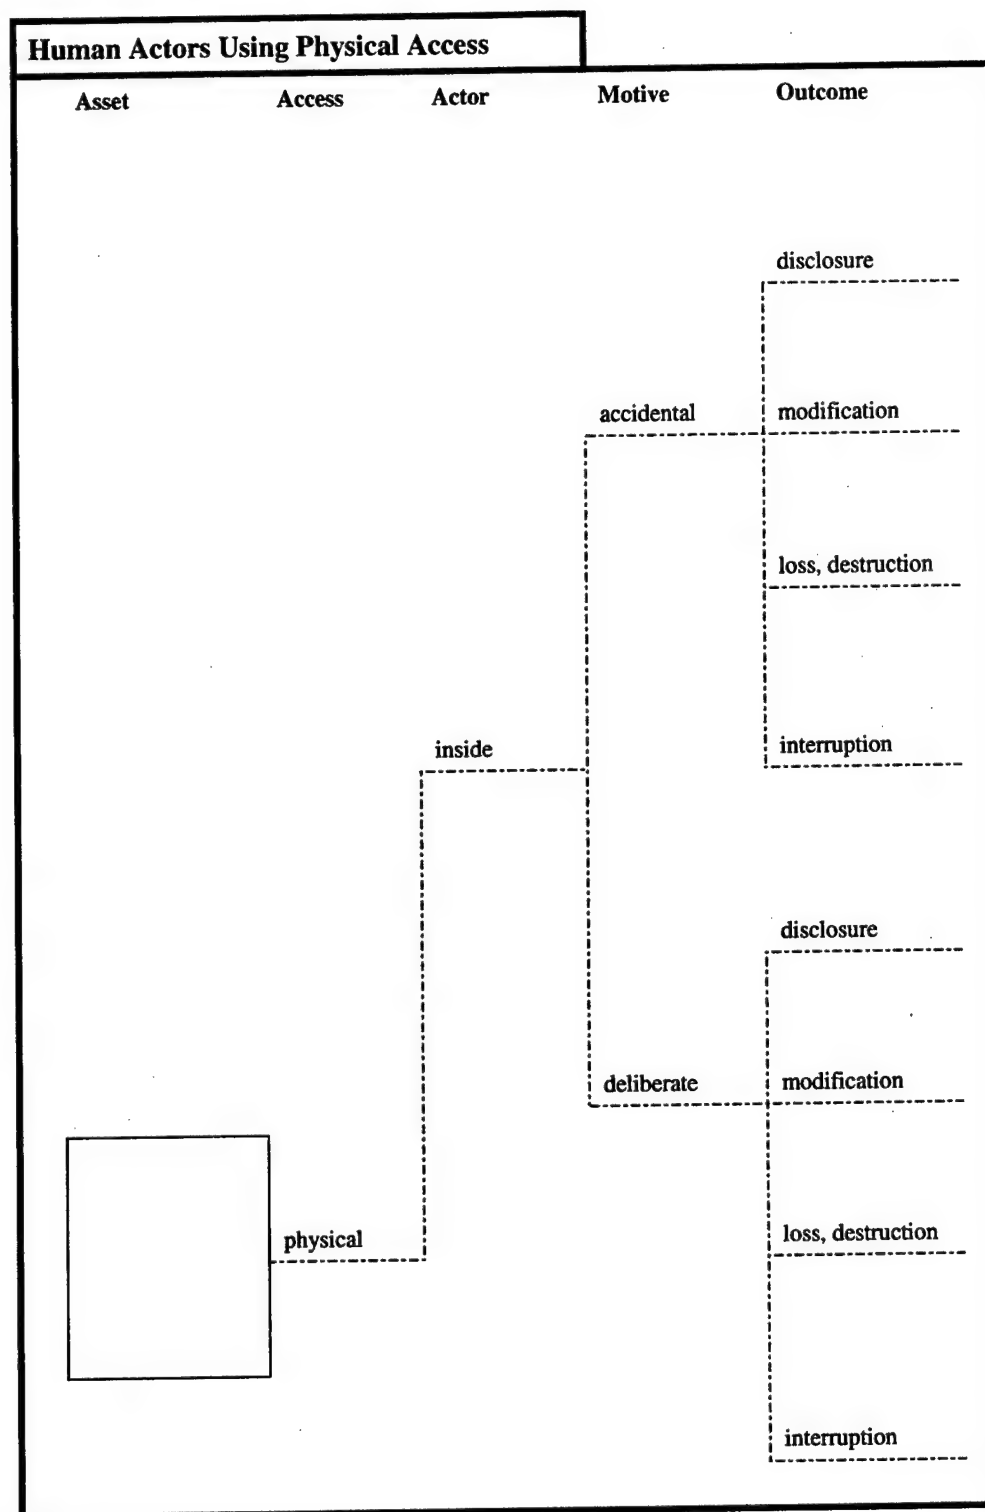 Human Actors Using Physical Access
Asset Access Actor Motive Outcome
disclosure
accidental modification
loss, destruction
inside interruption
disclosure
deliberate modification
physical loss, destruction
interruption